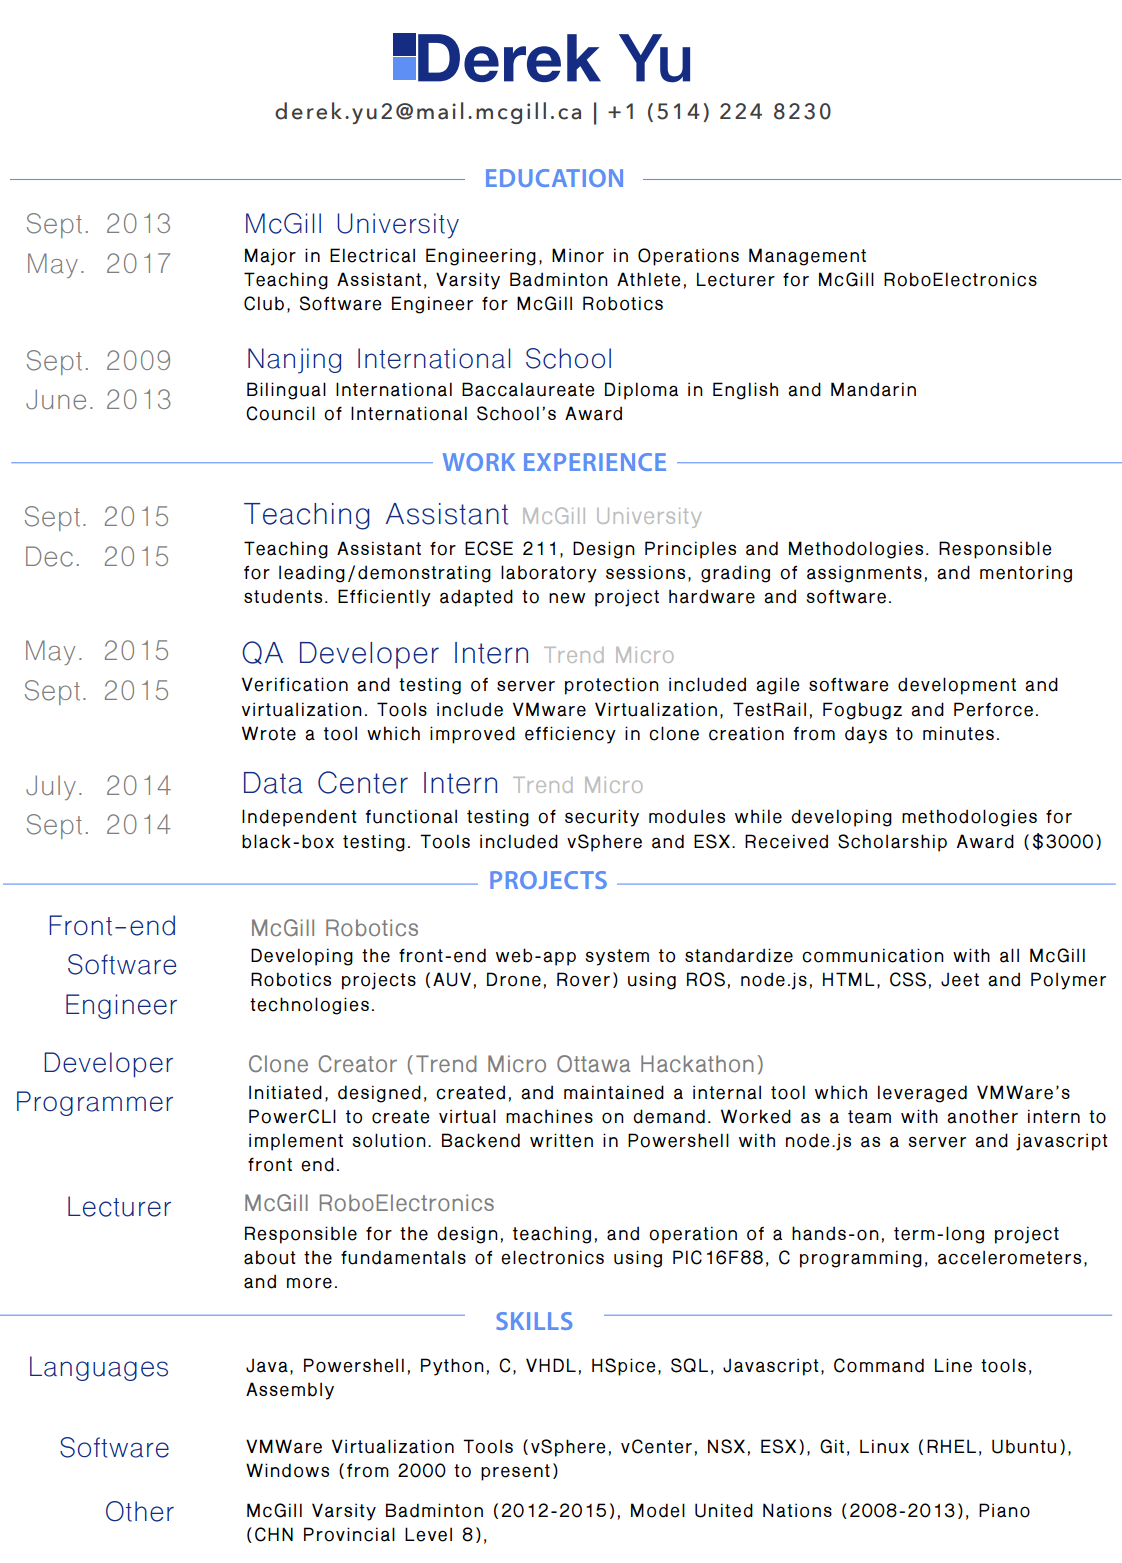 Derek Yu
derek.yu2@mail.mcgill.ca | +1 (514) 224 8230
EDUCATION
Sept. 2013
May. 2017
McGill University
Major in Electrical Engineering, Minor in Operations Management
Teaching Assistant, Varsity Badminton Athlete, Lecturer for McGill RoboElectronics
Club, Software Engineer for McGill Robotics
Sept. 2009
June. 2013
Nanjing International School
Bilingual International Baccalaureate Diploma in English and Mandarin
Council of International School's Award
WORK EXPERIENCE
Sept. 2015
Dec. 2015
Teaching Assistant McGill University
Teaching Assistant for ECSE 211, Design Principles and Methodologies. Responsible
for leading/demonstrating laboratory sessions, grading of assignments, and mentoring
students. Efficiently adapted to new project hardware and software.
May. 2015
Sept. 2015
QA Developer Intern Trend Micro
Verification and testing of server protection included agile software development and
virtualization. Tools include VMware Virtualization, TestRail, Fogbugz and Perforce.
Wrote a tool which improved efficiency in clone creation from days to minutes.
July. 2014
Sept. 2014
Data Center Intern Trend Micro
Independent functional testing of security modules while developing methodologies for
black-box testing. Tools included vSphere and ESX. Received Scholarship Award ($3000)
PROJECTS
Front-end
Software
Engineer
McGill Robotics
Developing the front-end web-app system to standardize communication with all McGill
Robotics projects (AUV, Drone, Rover) using ROS, node.js, HTML, CSS, Jeet and Polymer
technologies.
Developer
Programmer
Clone Creator (Trend Micro Ottawa Hackathon)
Initiated, designed, created, and maintained a internal tool which leveraged VMWare's
PowerCLI to create virtual machines on demand. Worked as a team with another intern to
implement solution. Backend written in Powershell with node.js as a server and javascript
front end.
Lecturer
McGill RoboElectronics
Responsible for the design, teaching, and operation of a hands-on, term-long project
about the fundamentals of electronics using PIC16F88, C programming, accelerometers,
and more.
SKILLS
Languages
Java, Powershell, Python, C, VHDL, HSpice, SQL, Javascript, Command Line tools,
Assembly
Software
VMWare Virtualization Tools (vSphere, vCenter, NSX, ESX), Git, Linux (RHEL, Ubuntu),
Windows (from 2000 to present)
Other
McGill Varsity Badminton (2012-2015), Model United Nations (2008-2013), Piano
(CHN Provincial Level 8),